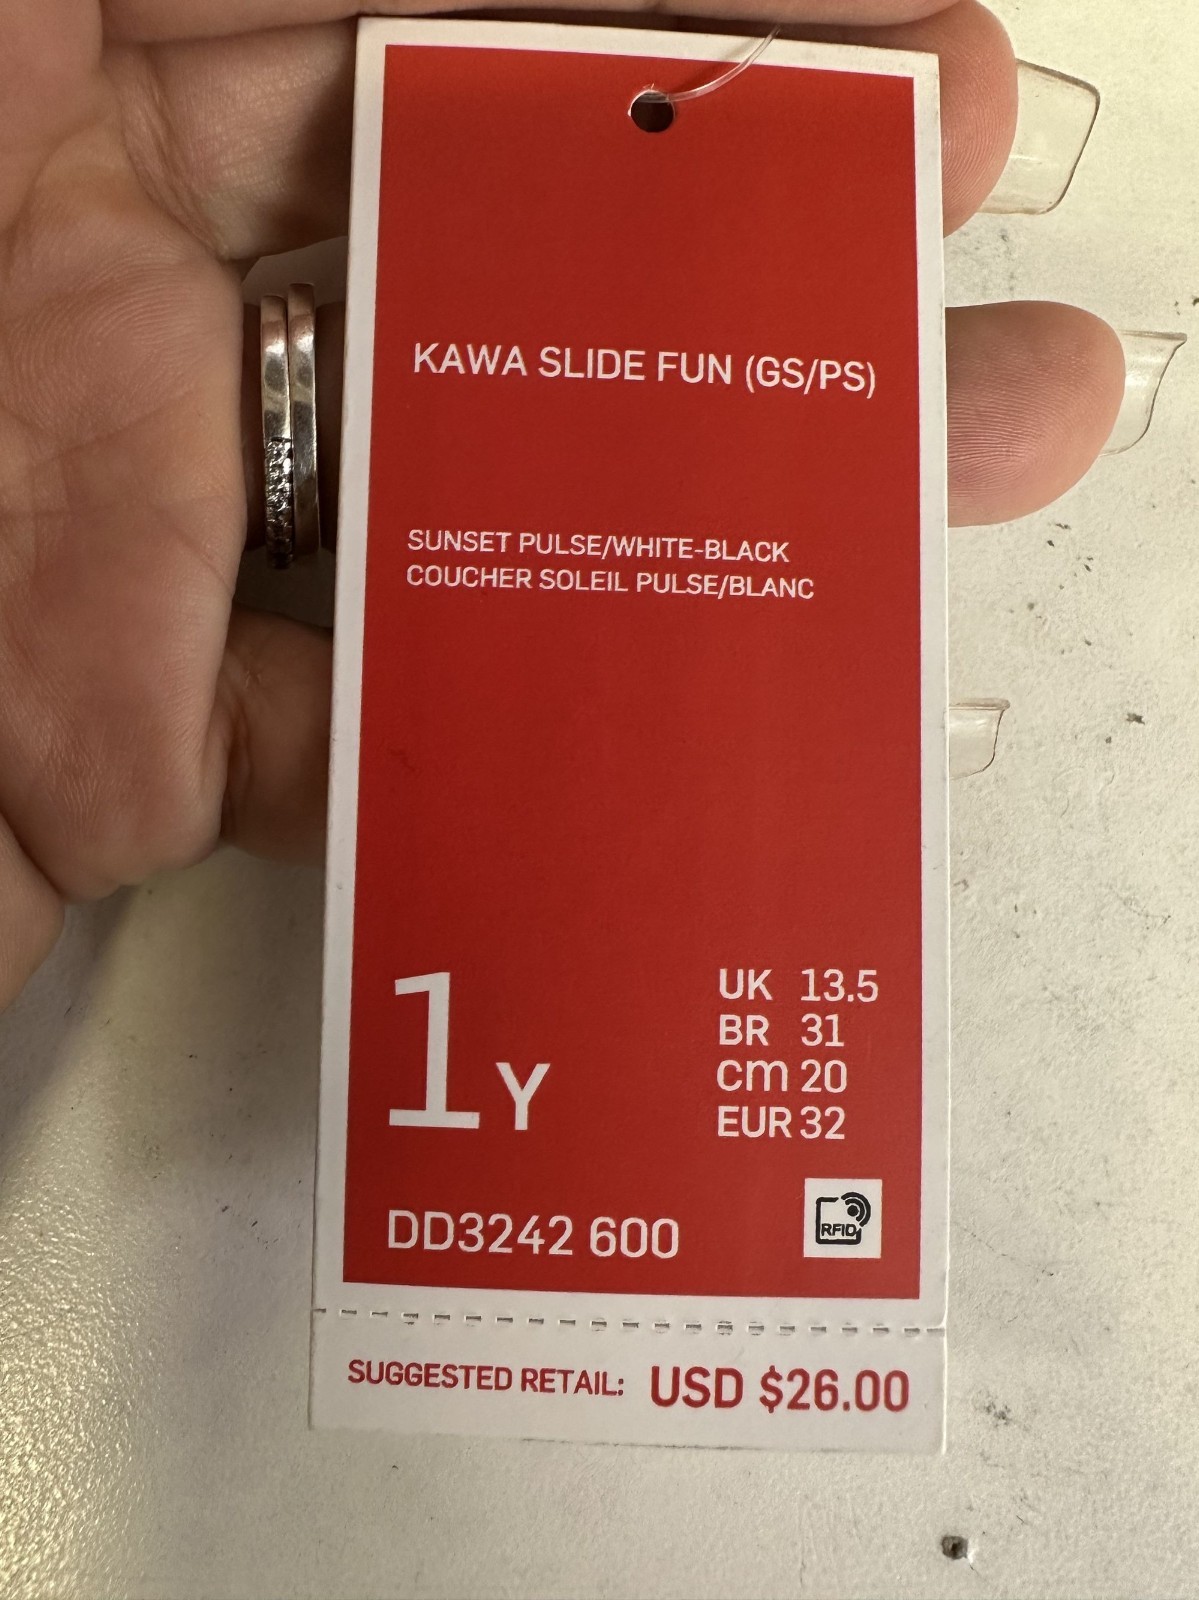 KAWA SLIDE FUN (GS/PS)
SUNSET PULSE/WHITE-BLACK
COUCHER SOLEIL PULSE/BLANC
1Y
UK 13.5
BR 31
cm 20
EUR 32
DD3242 600
RFID
SUGGESTED RETAIL: USD $26.00